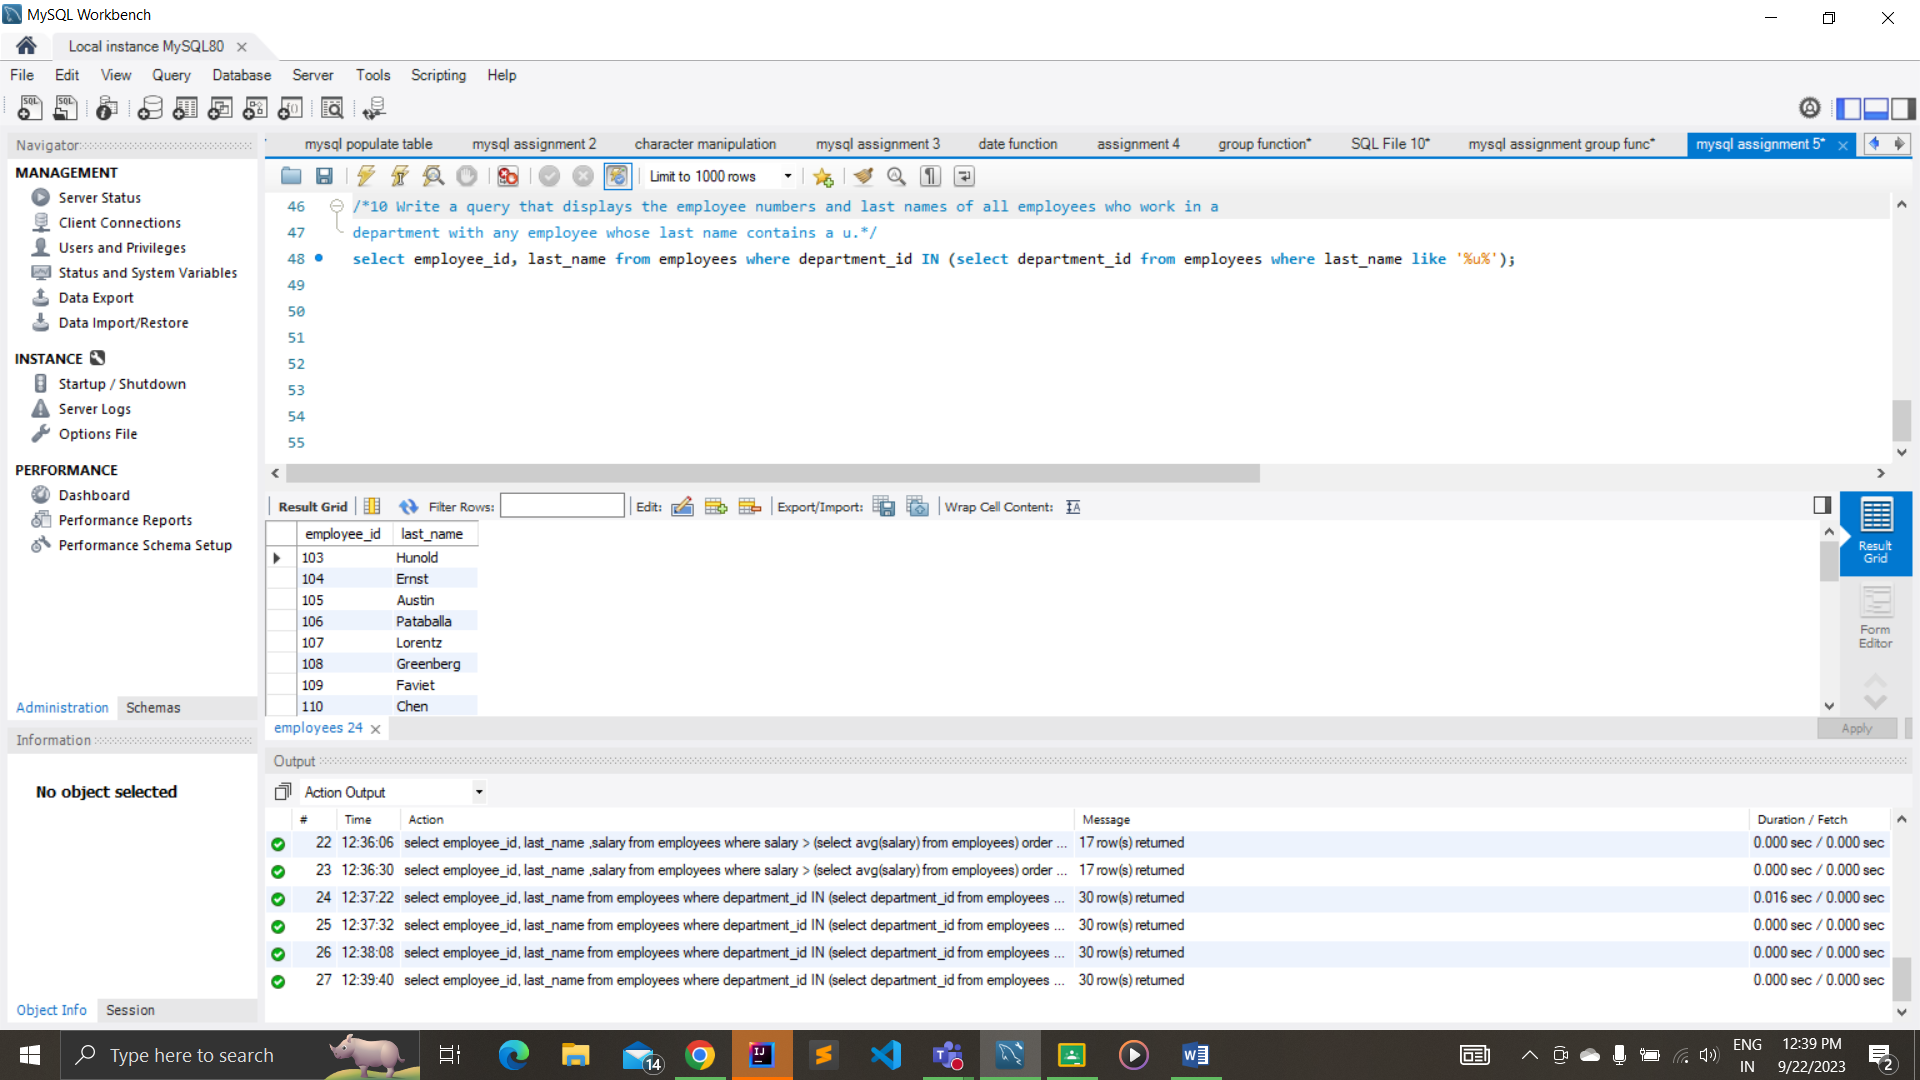 MySQL Workbench
Local instance MySQL80
File Edit View Query Database Server Tools Scripting Help
Navigator
mysql populate table mysql assignment 2 character manipulation mysql assignment 3 date function assignment 4 group function* SQL File 10* mysql assignment group func* mysql assignment 5*
MANAGEMENT
Server Status
Client Connections
Users and Privileges
Status and System Variables
Data Export
Data Import/Restore
INSTANCE
Startup / Shutdown
Server Logs
Options File
PERFORMANCE
Dashboard
Performance Reports
Performance Schema Setup
Administration Schemas
Information
No object selected
Object Info Session
Limit to 1000 rows
46 /*10 Write a query that displays the employee numbers and last names of all employees who work in a
47 department with any employee whose last name contains a u.*/
48 select employee_id, last_name from employees where department_id IN (select department_id from employees where last_name like '%u%');
49
50
51
52
53
54
55
Result Grid Filter Rows: Edit: Export/Import: Wrap Cell Content:
employee_id last_name
103 Hunold
104 Ernst
105 Austin
106 Pataballa
107 Lorentz
108 Greenberg
109 Faviet
110 Chen
Result Grid
Form Editor
employees 24
Apply
Output
Action Output
# Time Action Message Duration / Fetch
22 12:36:06 select employee_id, last_name ,salary from employees where salary > (select avg(salary) from employees) order ... 17 row(s) returned 0.000 sec / 0.000 sec
23 12:36:30 select employee_id, last_name ,salary from employees where salary > (select avg(salary) from employees) order ... 17 row(s) returned 0.000 sec / 0.000 sec
24 12:37:22 select employee_id, last_name from employees where department_id IN (select department_id from employees ... 30 row(s) returned 0.016 sec / 0.000 sec
25 12:37:32 select employee_id, last_name from employees where department_id IN (select department_id from employees ... 30 row(s) returned 0.000 sec / 0.000 sec
26 12:38:08 select employee_id, last_name from employees where department_id IN (select department_id from employees ... 30 row(s) returned 0.000 sec / 0.000 sec
27 12:39:40 select employee_id, last_name from employees where department_id IN (select department_id from employees ... 30 row(s) returned 0.000 sec / 0.000 sec
Type here to search
14
ENG
IN
12:39 PM
9/22/2023
2